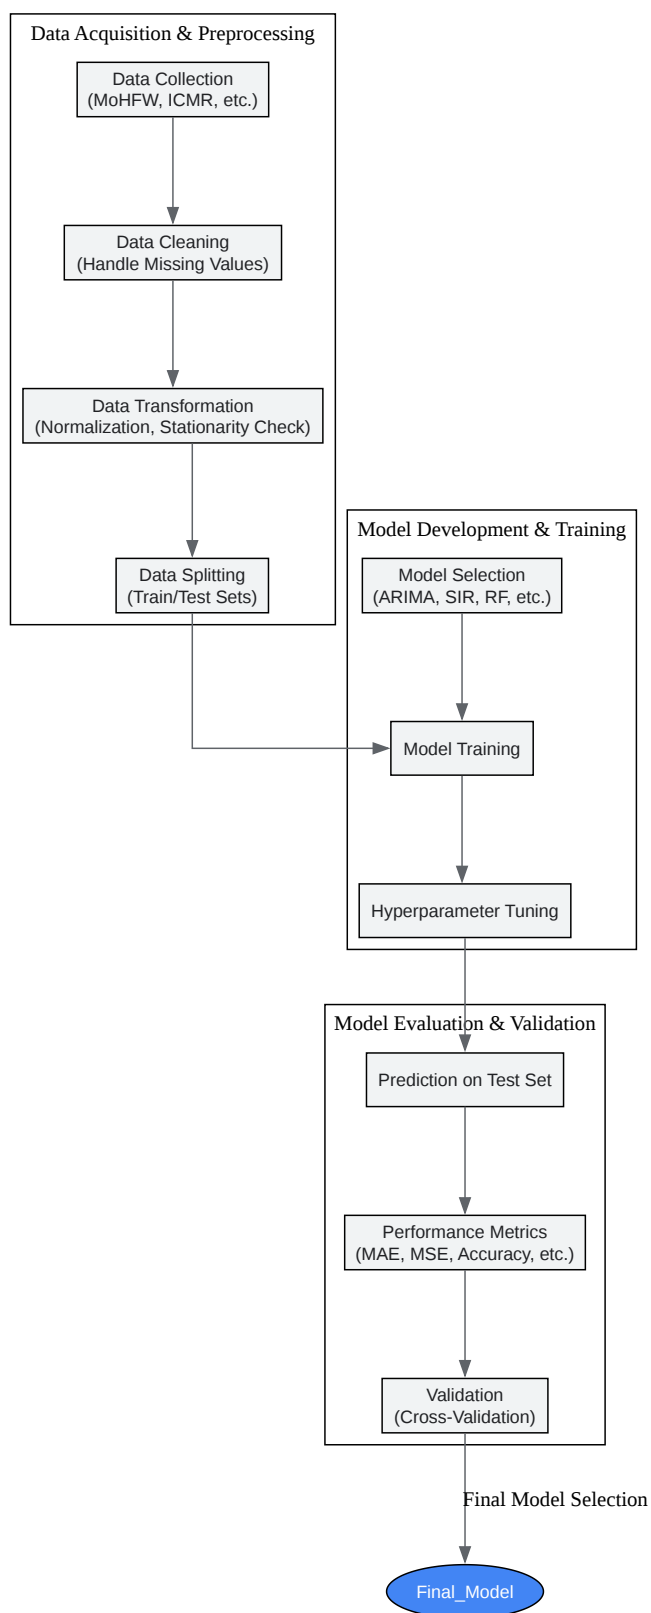 Data Acquisition & Preprocessing
Data Collection
(MoHFW, ICMR, etc.)
Data Cleaning
(Handle Missing Values)
Data Transformation
(Normalization, Stationarity Check)
Data Splitting
(Train/Test Sets)
Model Development & Training
Model Selection
(ARIMA, SIR, RF, etc.)
Model Training
Hyperparameter Tuning
Model Evaluation & Validation
Prediction on Test Set
Performance Metrics
(MAE, MSE, Accuracy, etc.)
Validation
(Cross-Validation)
Final Model Selection
Final_Model